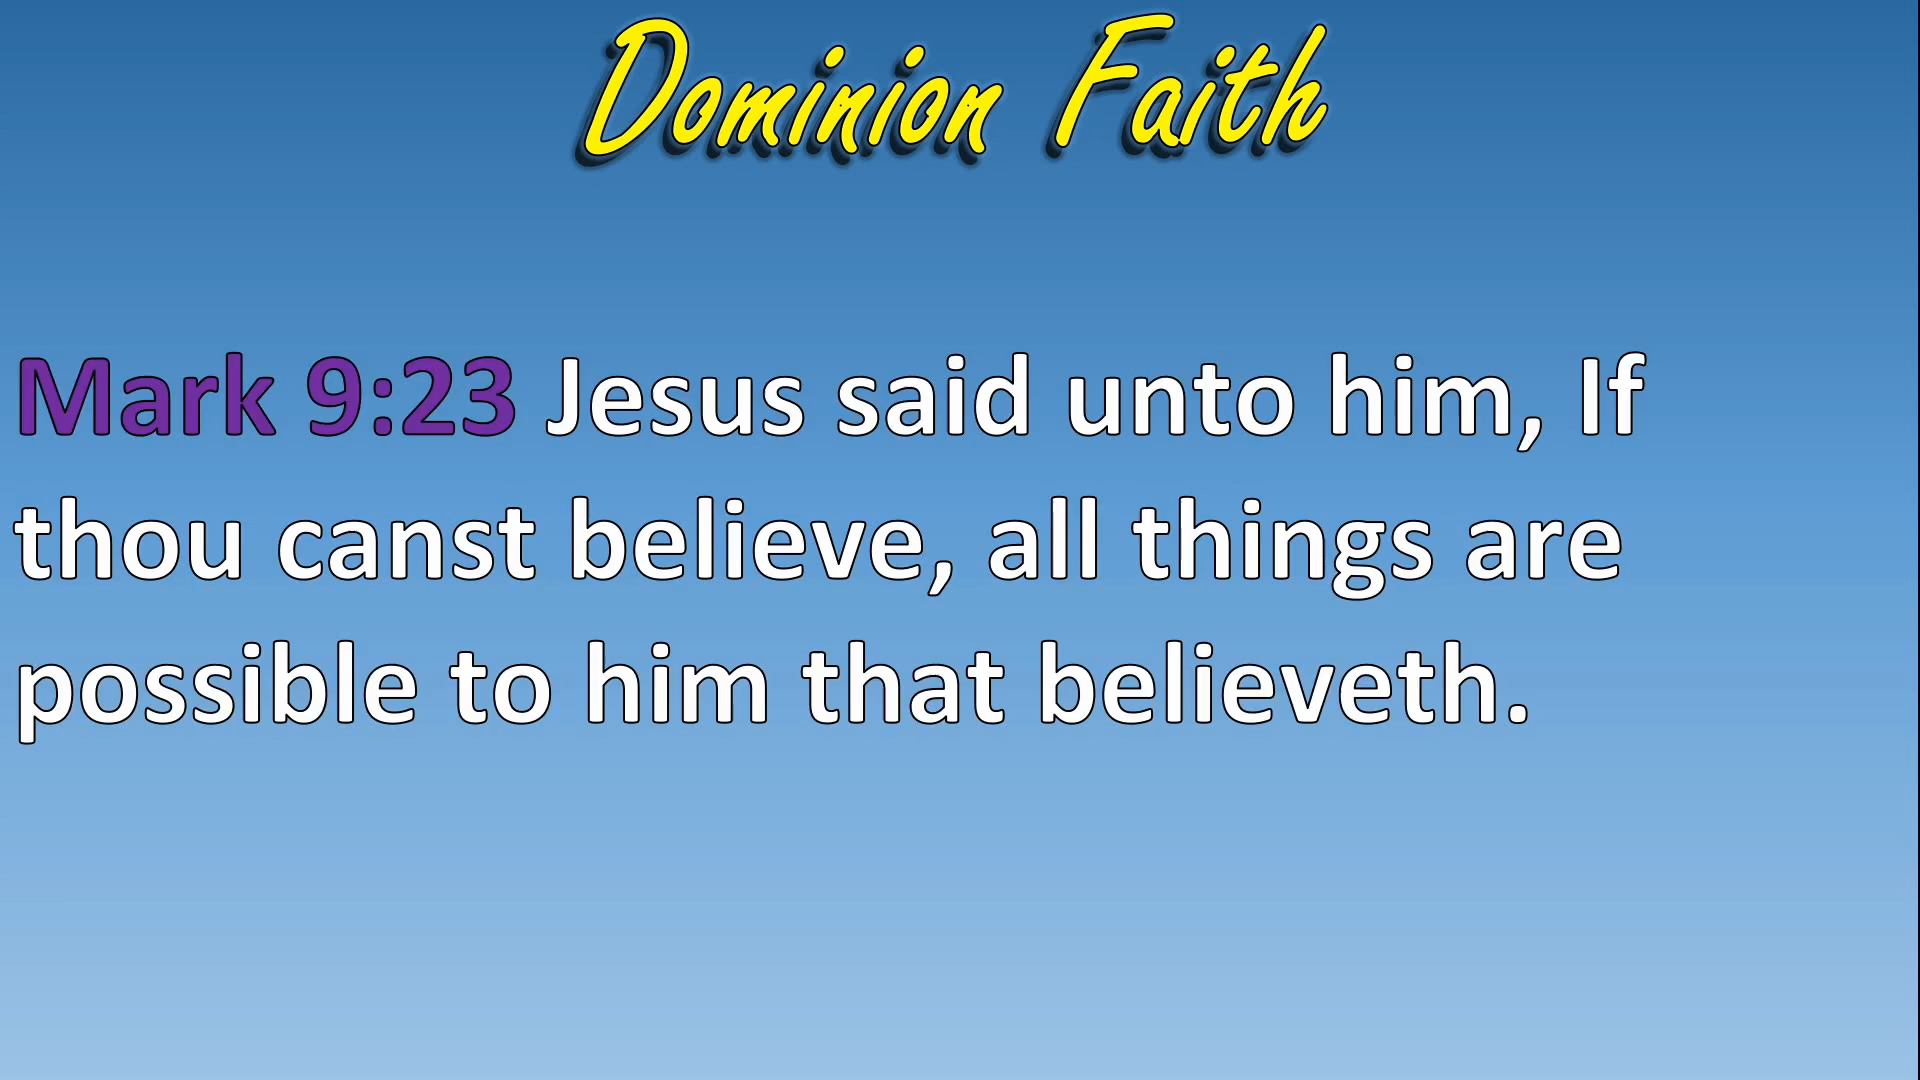 Dominion Faith
Mark 9:23 Jesus said unto him, If
thou canst believe, all things are
possible to him that believeth.